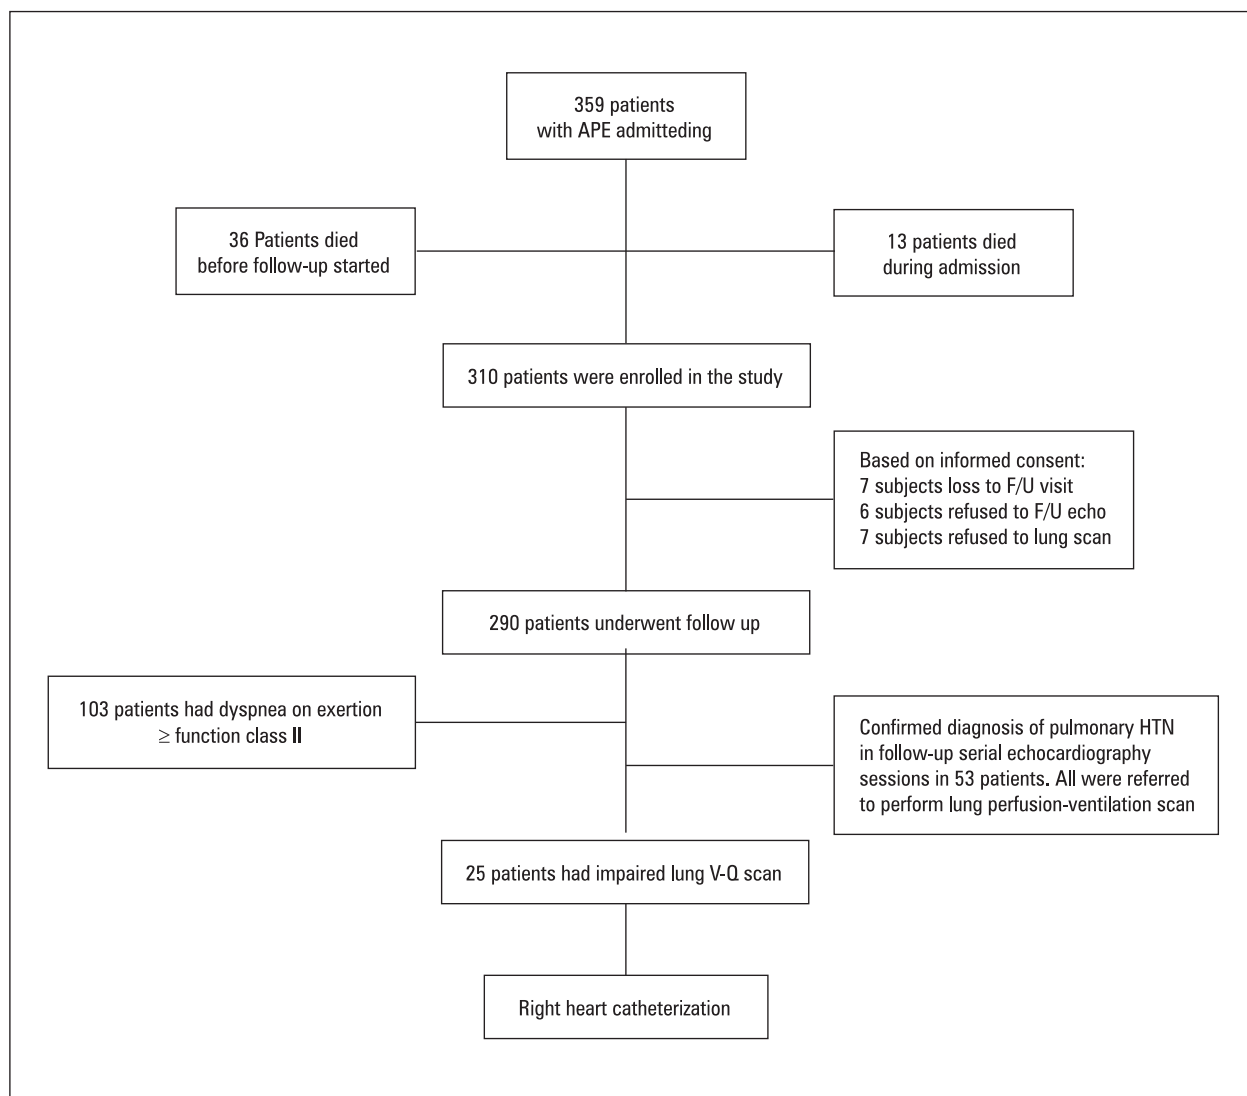 359 patients
with APE admitteding
36 Patients died
before follow-up started
13 patients died
during admission
310 patients were enrolled in the study
Based on informed consent:
7 subjects loss to F/U visit
6 subjects refused to F/U echo
7 subjects refused to lung scan
290 patients underwent follow up
103 patients had dyspnea on exertion
≥ function class II
Confirmed diagnosis of pulmonary HTN
in follow-up serial echocardiography
sessions in 53 patients. All were referred
to perform lung perfusion-ventilation scan
25 patients had impaired lung V-Q scan
Right heart catheterization